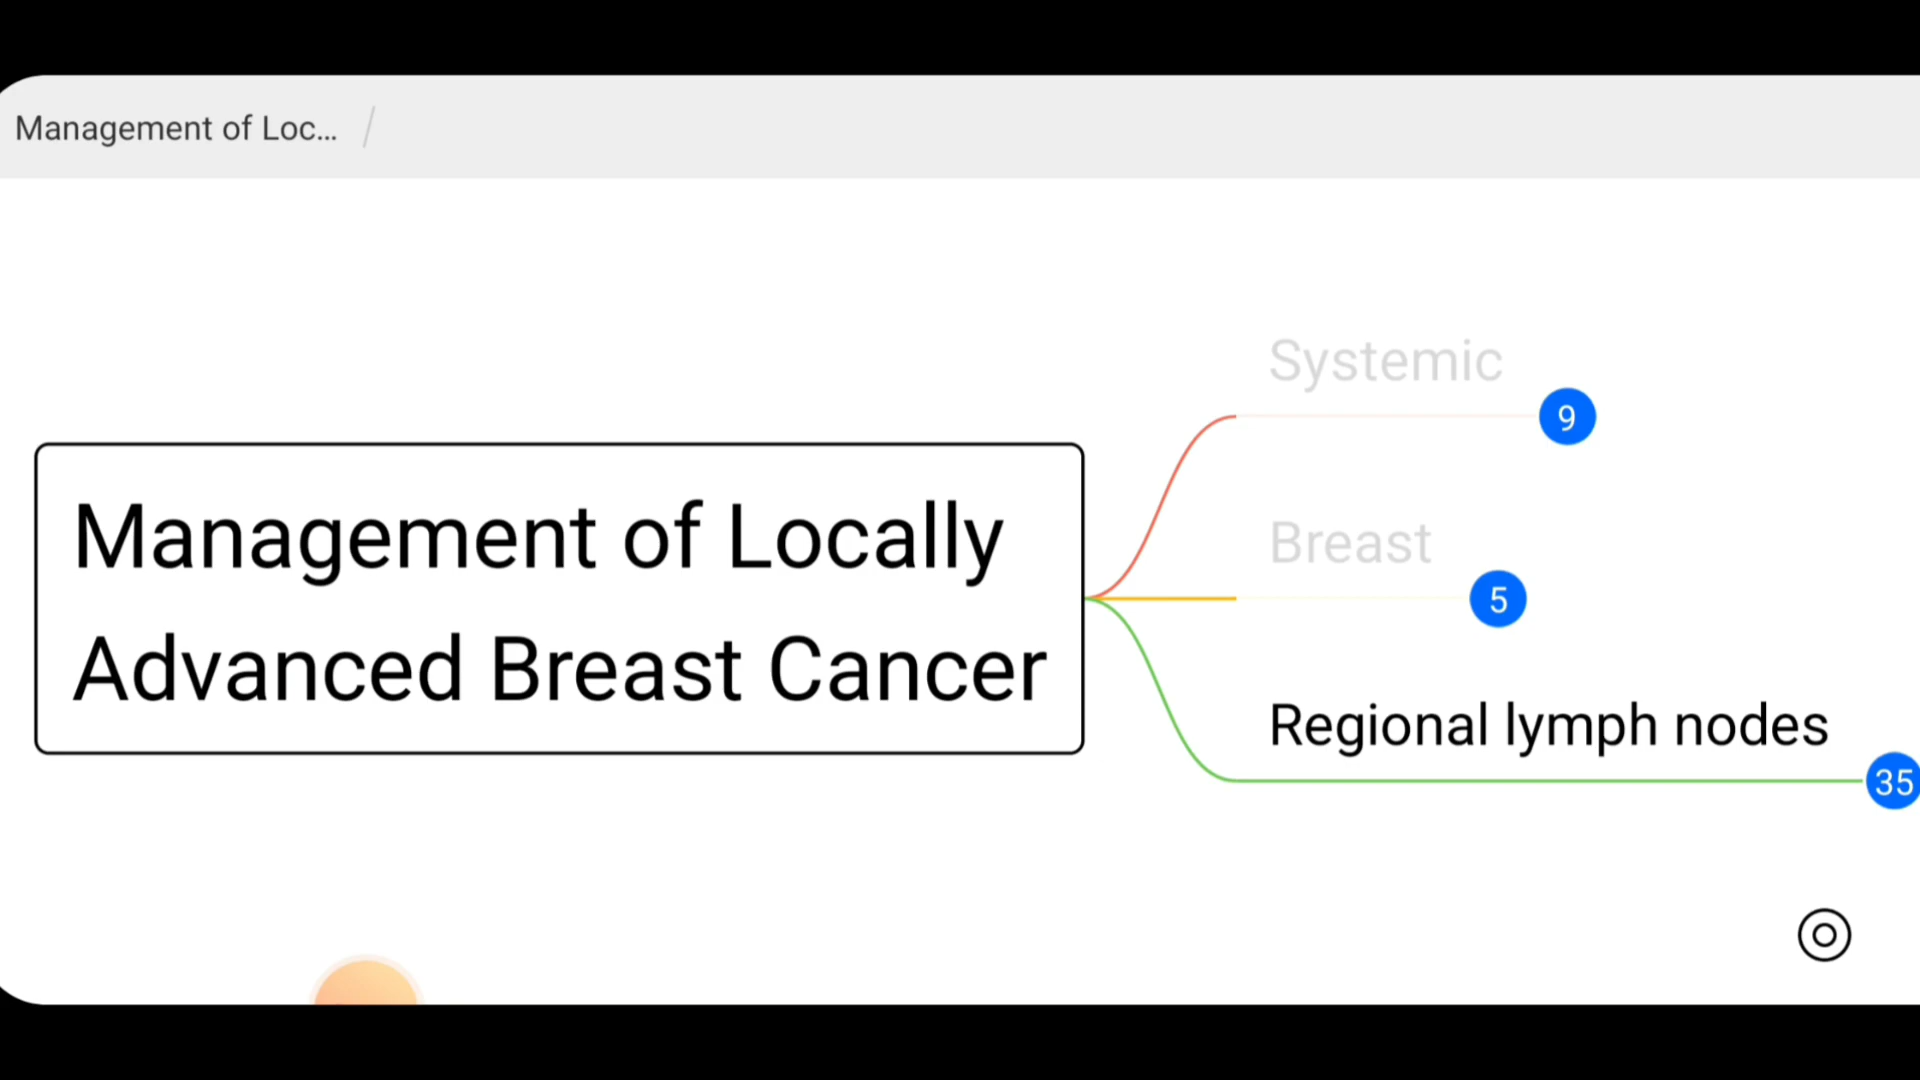 Management of Loc...
Systemic
9
Management of Locally
Advanced Breast Cancer
Breast
5
Regional lymph nodes
35